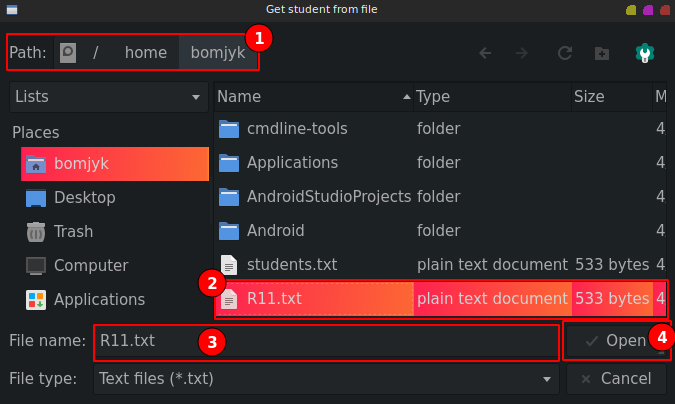 Get student from file
1
Path: / home bomjyk
Lists
Name Type Size M
Places
cmdline-tools folder 4
bomjyk
Applications folder 4
Desktop
AndroidStudioProjects folder 4
Trash
Android folder 4
Computer
students.txt plain text document 533 bytes 4
2
Applications
R11.txt plain text document 533 bytes 4
File name: R11.txt 3 Open 4
File type: Text files (*.txt) Cancel